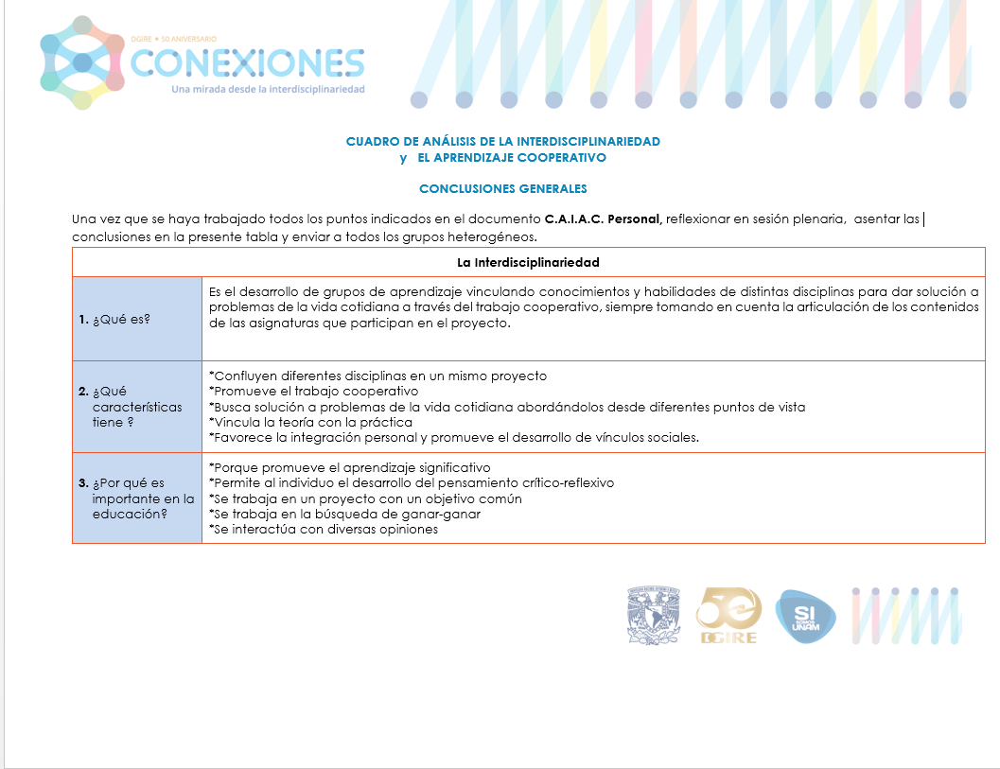 DGIRE • 50 ANIVERSARIO
CONEXIONES
Una mirada desde la interdisciplinariedad
CUADRO DE ANÁLISIS DE LA INTERDISCIPLINARIEDAD
y EL APRENDIZAJE COOPERATIVO
CONCLUSIONES GENERALES
Una vez que se haya trabajado todos los puntos indicados en el documento C.A.I.A.C. Personal, reflexionar en sesión plenaria, asentar las
conclusiones en la presente tabla y enviar a todos los grupos heterogéneos.
La Interdisciplinariedad
1. ¿Qué es?
Es el desarrollo de grupos de aprendizaje vinculando conocimientos y habilidades de distintas disciplinas para dar solución a
problemas de la vida cotidiana a través del trabajo cooperativo, siempre tomando en cuenta la articulación de los contenidos
de las asignaturas que participan en el proyecto.
2. ¿Qué
características
tiene ?
*Confluyen diferentes disciplinas en un mismo proyecto
*Promueve el trabajo cooperativo
*Busca solución a problemas de la vida cotidiana abordándolos desde diferentes puntos de vista
*Vincula la teoría con la práctica
*Favorece la integración personal y promueve el desarrollo de vínculos sociales.
3. ¿Por qué es
importante en la
educación?
*Porque promueve el aprendizaje significativo
*Permite al individuo el desarrollo del pensamiento crítico-reflexivo
*Se trabaja en un proyecto con un objetivo común
*Se trabaja en la búsqueda de ganar-ganar
*Se interactúa con diversas opiniones
50
DGIRE
SI
SOMOS
UNAM